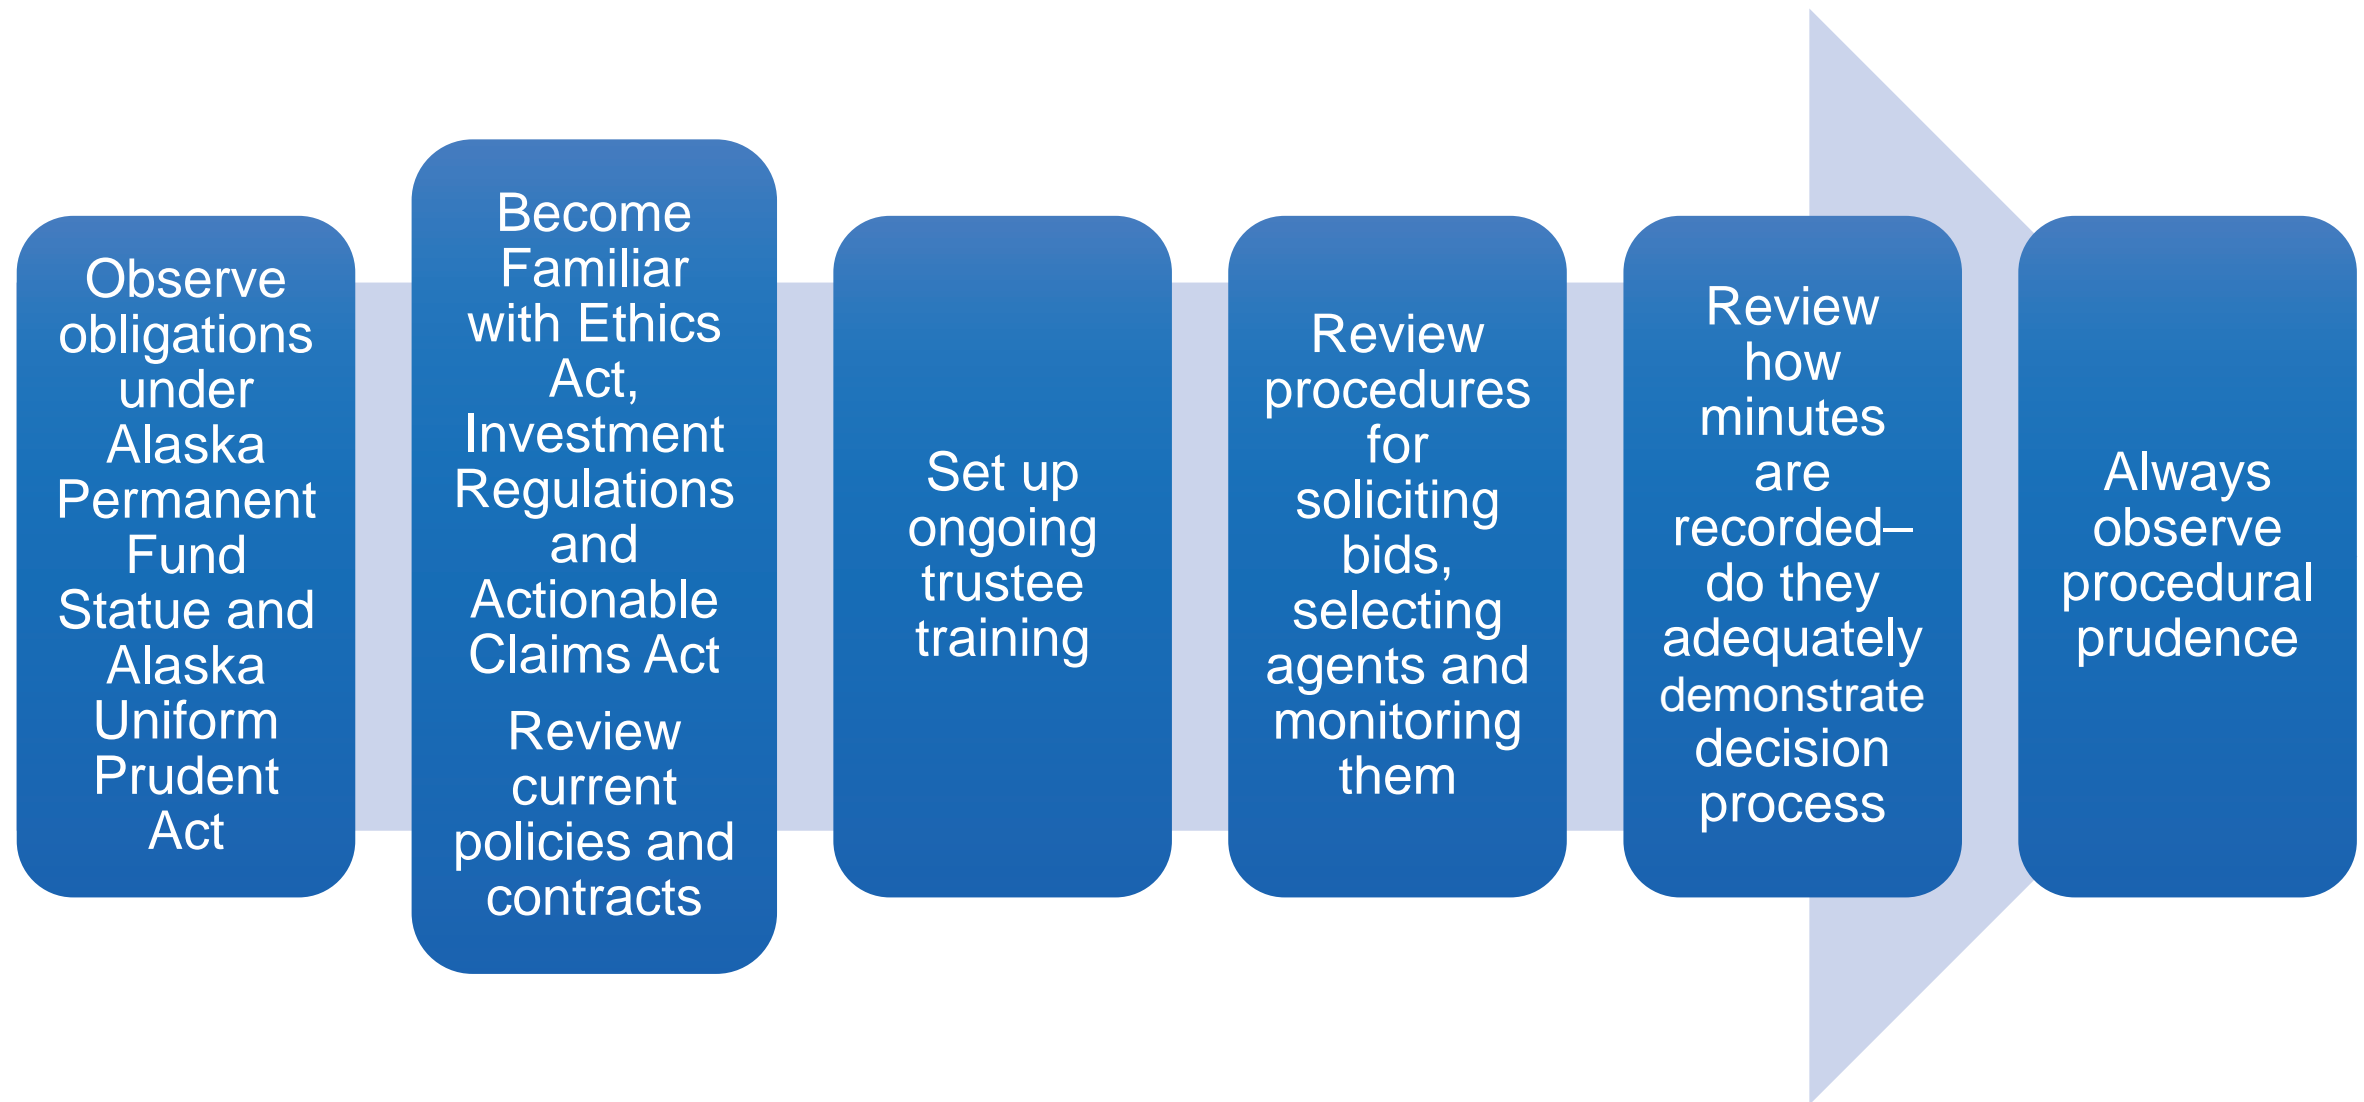 Observe
obligations
under
Alaska
Permanent
Fund
Statue and
Alaska
Uniform
Prudent
Act
Become
Familiar
with Ethics
Act,
Investment
Regulations
and
Actionable
Claims Act
Review
current
policies and
contracts
Set up
ongoing
trustee
training
Review
procedures
for
soliciting
bids,
selecting
agents and
monitoring
them
Review
how
minutes
are
recorded–
do they
adequately
demonstrate
decision
process
Always
observe
procedural
prudence